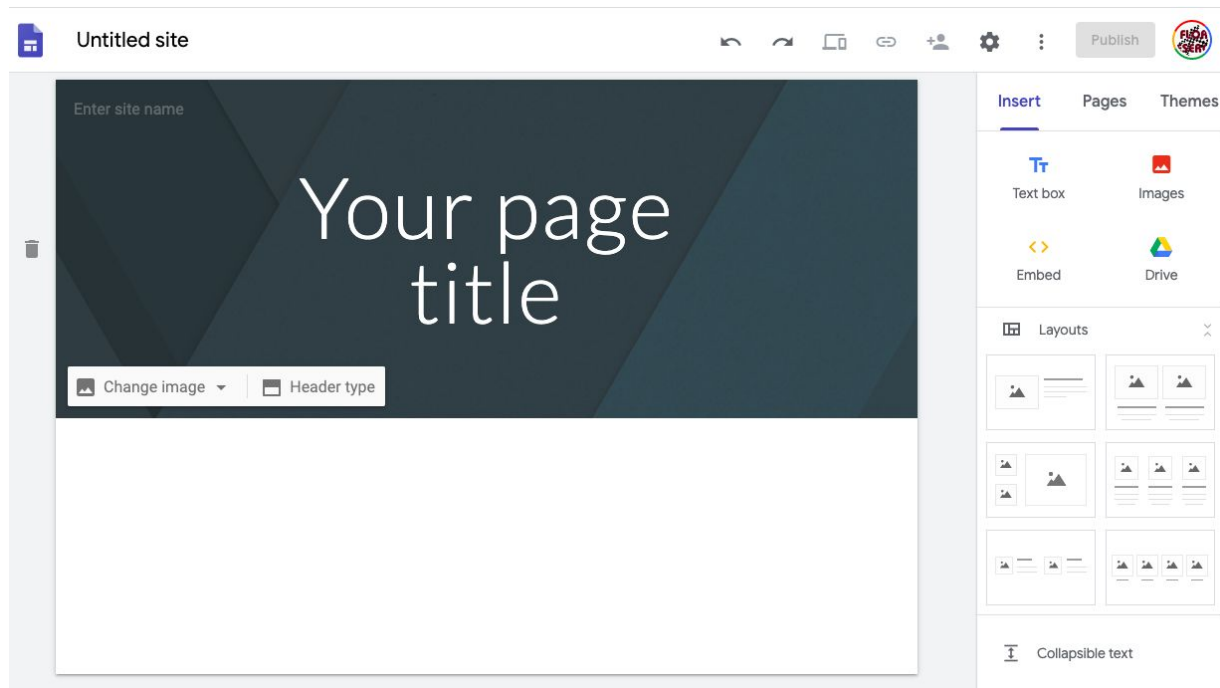 Untitled site
Publish
Enter site name
Your page
title
Change image
Header type
Insert
Pages
Themes
TT
Text box
Images
Embed
Drive
Layouts
Collapsible text